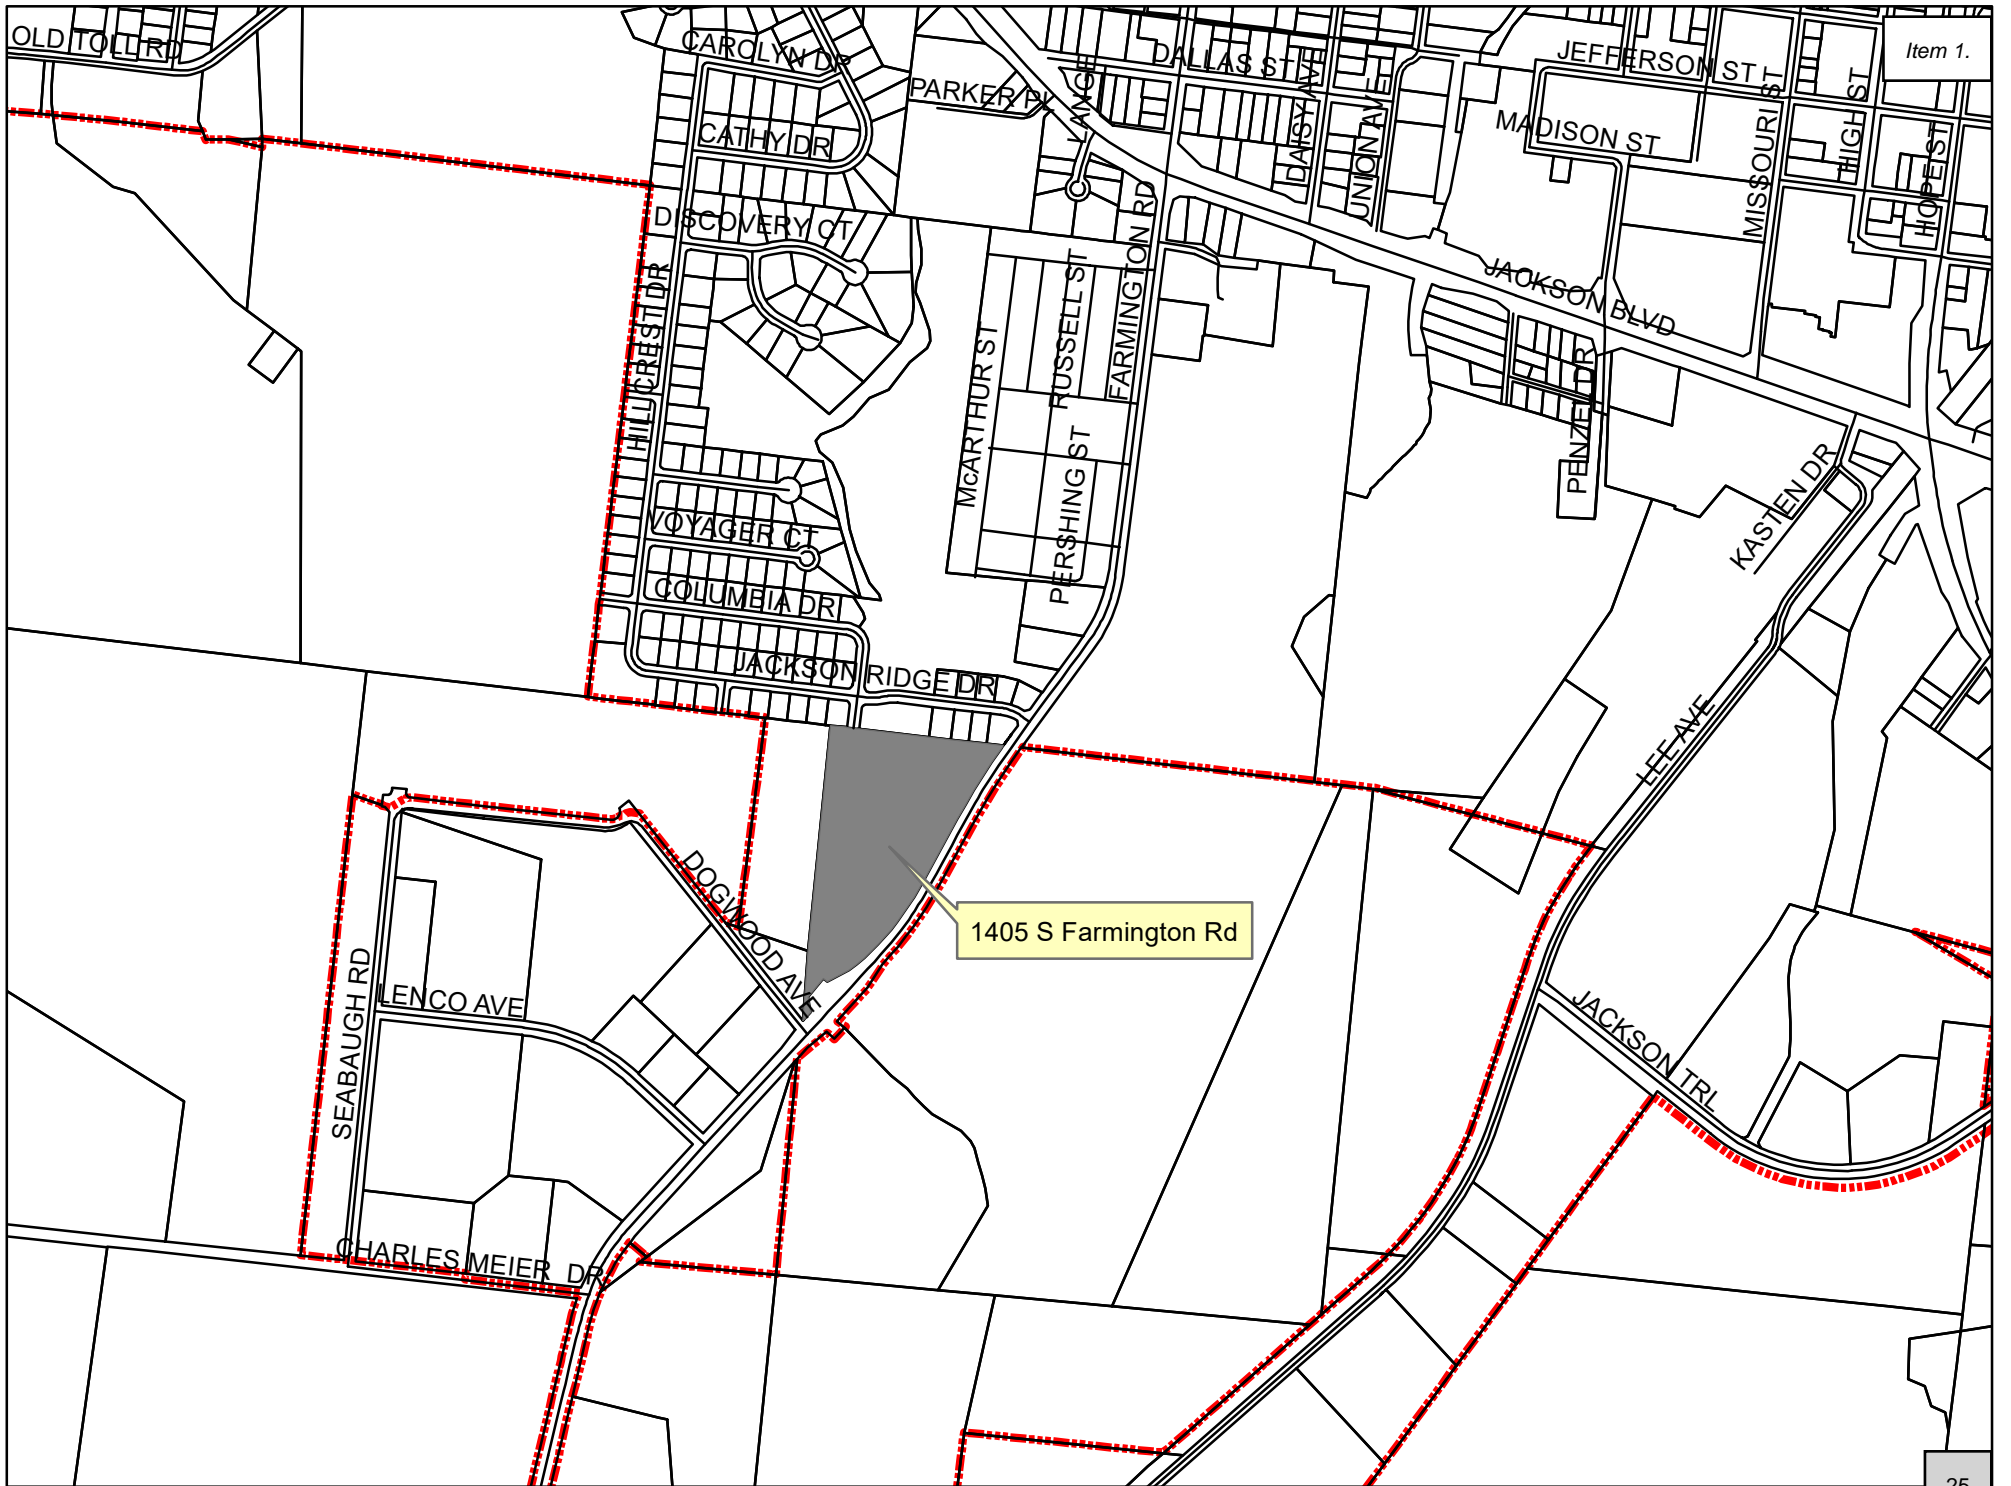 OLD TOLL RD
CAROLYN DR
DALLAS ST
JEFFERSON ST
Item 1.
PARKER PL
LANGE
DAISY AVE
UNION AVE
CATHY DR
MADISON ST
MISSOURI ST
HIGH ST
HOPE ST
DISCOVERY CT
HILLCREST DR
McARTHUR ST
RUSSELL ST
FARMINGTON RD
JACKSON BLVD
PENZEL DR
PERSHING ST
KASTEN DR
VOYAGER CT
COLUMBIA DR
JACKSON RIDGE DR
LEE AVE
DOGWOOD AVE
1405 S Farmington Rd
SEABAUGH RD
LENCO AVE
JACKSON TRL
CHARLES MEIER DR
25